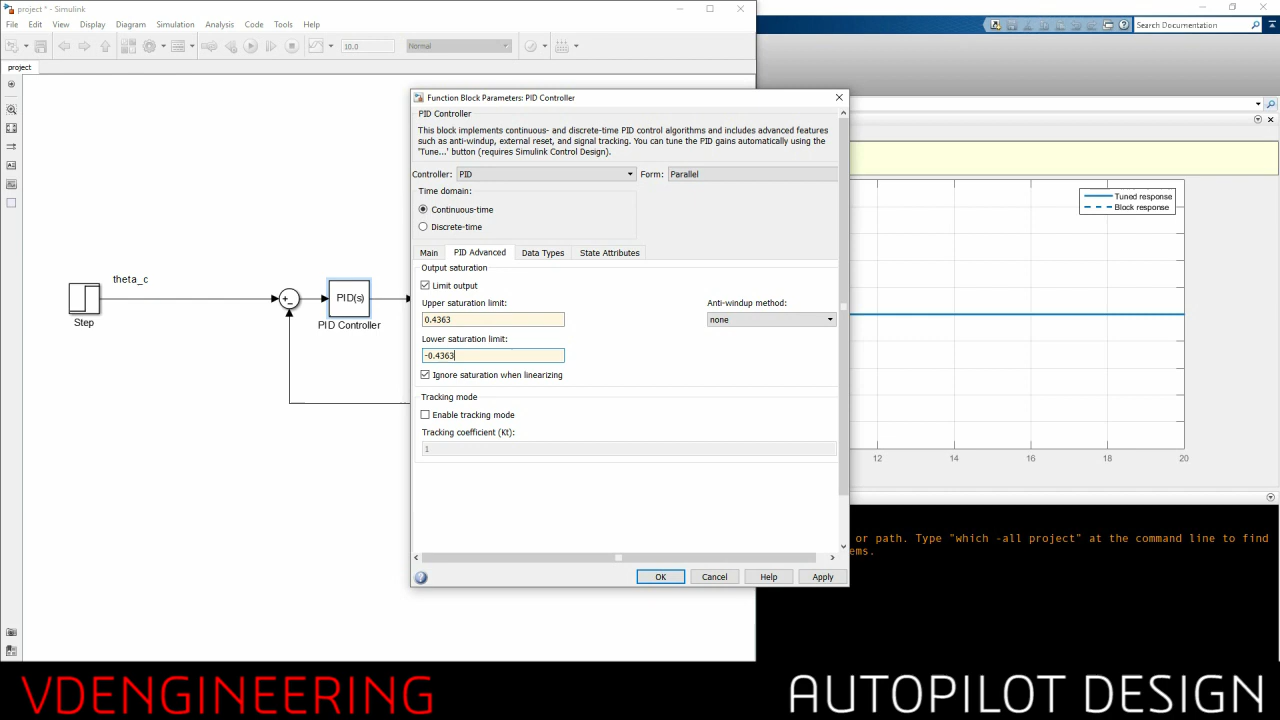 project * - Simulink
File Edit View Display Diagram Simulation Analysis Code Tools Help
10.0
Normal
Search Documentation
project
Function Block Parameters: PID Controller
PID Controller
This block implements continuous- and discrete-time PID control algorithms and includes advanced features
such as anti-windup, external reset, and signal tracking. You can tune the PID gains automatically using the
'Tune...' button (requires Simulink Control Design).
Controller: PID
Form: Parallel
Time domain:
Continuous-time
Discrete-time
Main PID Advanced Data Types State Attributes
Output saturation
Limit output
Upper saturation limit:
0.4363
Anti-windup method:
none
Lower saturation limit:
-0.4363
Ignore saturation when linearizing
Tracking mode
Enable tracking mode
Tracking coefficient (Kt):
1
OK Cancel Help Apply
theta_c
Step
+_
PID(s)
PID Controller
Tuned response
Block response
12 14 16 18 20
or path. Type "which -all project" at the command line to find
ems.
VDENGINEERING
AUTOPILOT DESIGN